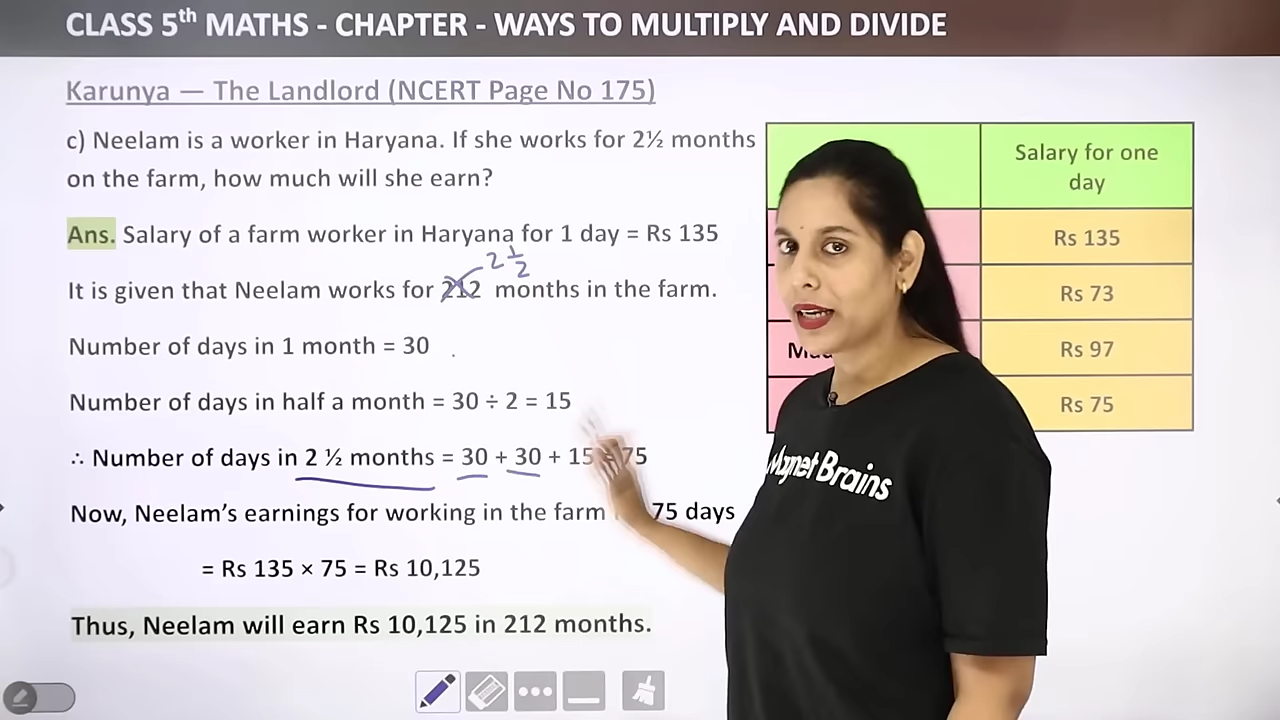 CLASS 5th MATHS - CHAPTER - WAYS TO MULTIPLY AND DIVIDE
Karunya — The Landlord (NCERT Page No 175)
c) Neelam is a worker in Haryana. If she works for 2½ months
on the farm, how much will she earn?
Ans. Salary of a farm worker in Haryana for 1 day = Rs 135
2 1/2
It is given that Neelam works for 212 months in the farm.
Number of days in 1 month = 30
Number of days in half a month = 30 ÷ 2 = 15
∴ Number of days in 2 ½ months = 30 + 30 + 15 = 75
Now, Neelam's earnings for working in the farm 75 days
= Rs 135 × 75 = Rs 10,125
Thus, Neelam will earn Rs 10,125 in 212 months.
Salary for one
day
Rs 135
Rs 73
Rs 97
Rs 75
Magnet Brains